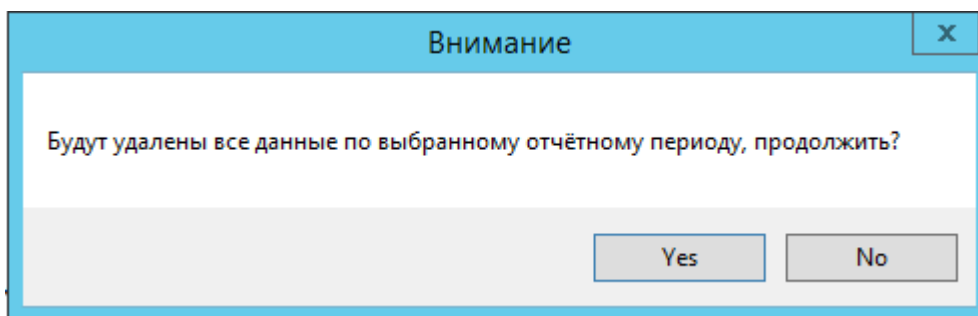 Внимание
x
Будут удалены все данные по выбранному отчётному периоду, продолжить?
Yes
No